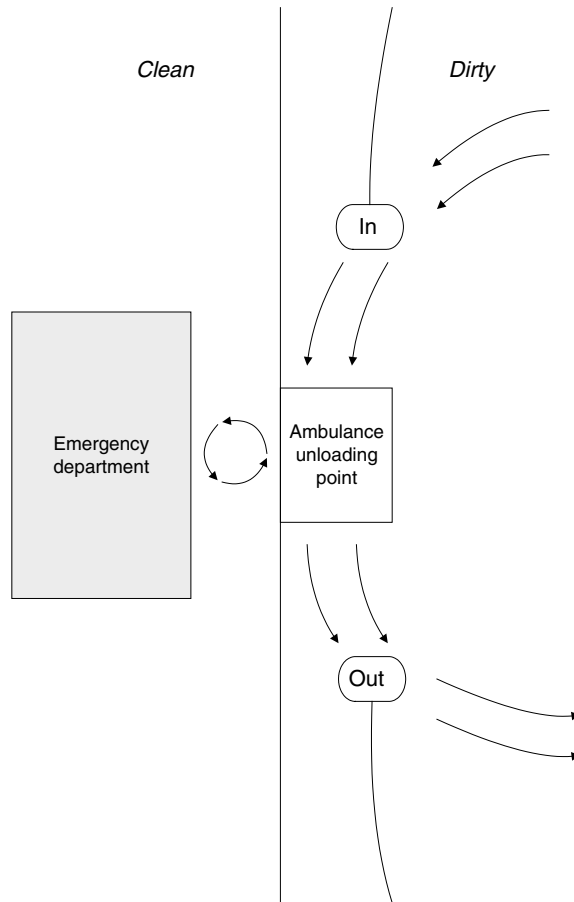 Clean
Dirty
In
Emergency
department
Ambulance
unloading
point
Out